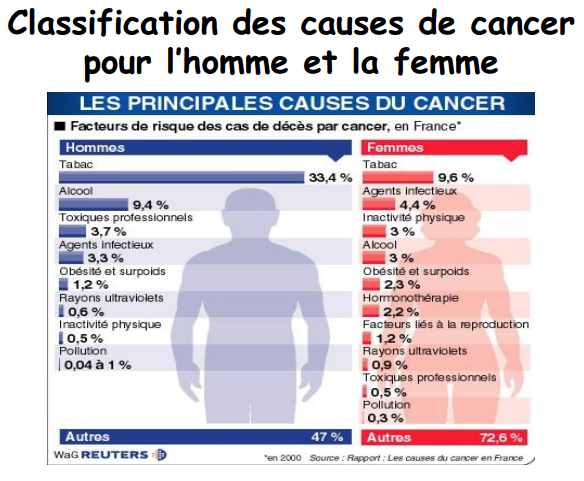 Classification des causes de cancer
pour l’homme et la femme
LES PRINCIPALES CAUSES DU CANCER
■ Facteurs de risque des cas de décès par cancer, en France*
Hommes
Tabac
33,4 %
Alcool
9,4 %
Toxiques professionnels
3,7 %
Agents infectieux
3,3 %
Obésité et surpoids
1,2 %
Rayons ultraviolets
0,6 %
Inactivité physique
0,5 %
Pollution
0,04 à 1 %
Autres 47 %
Femmes
Tabac
9,6 %
Agents infectieux
4,4 %
Inactivité physique
3 %
Alcool
3 %
Obésité et surpoids
2,3 %
Hormonothérapie
2,2 %
Facteurs liés à la reproduction
1,2 %
Rayons ultraviolets
0,9 %
Toxiques professionnels
0,5 %
Pollution
0,3 %
Autres 72,6 %
WaG REUTERS
*en 2000 Source : Rapport : Les causes du cancer en France